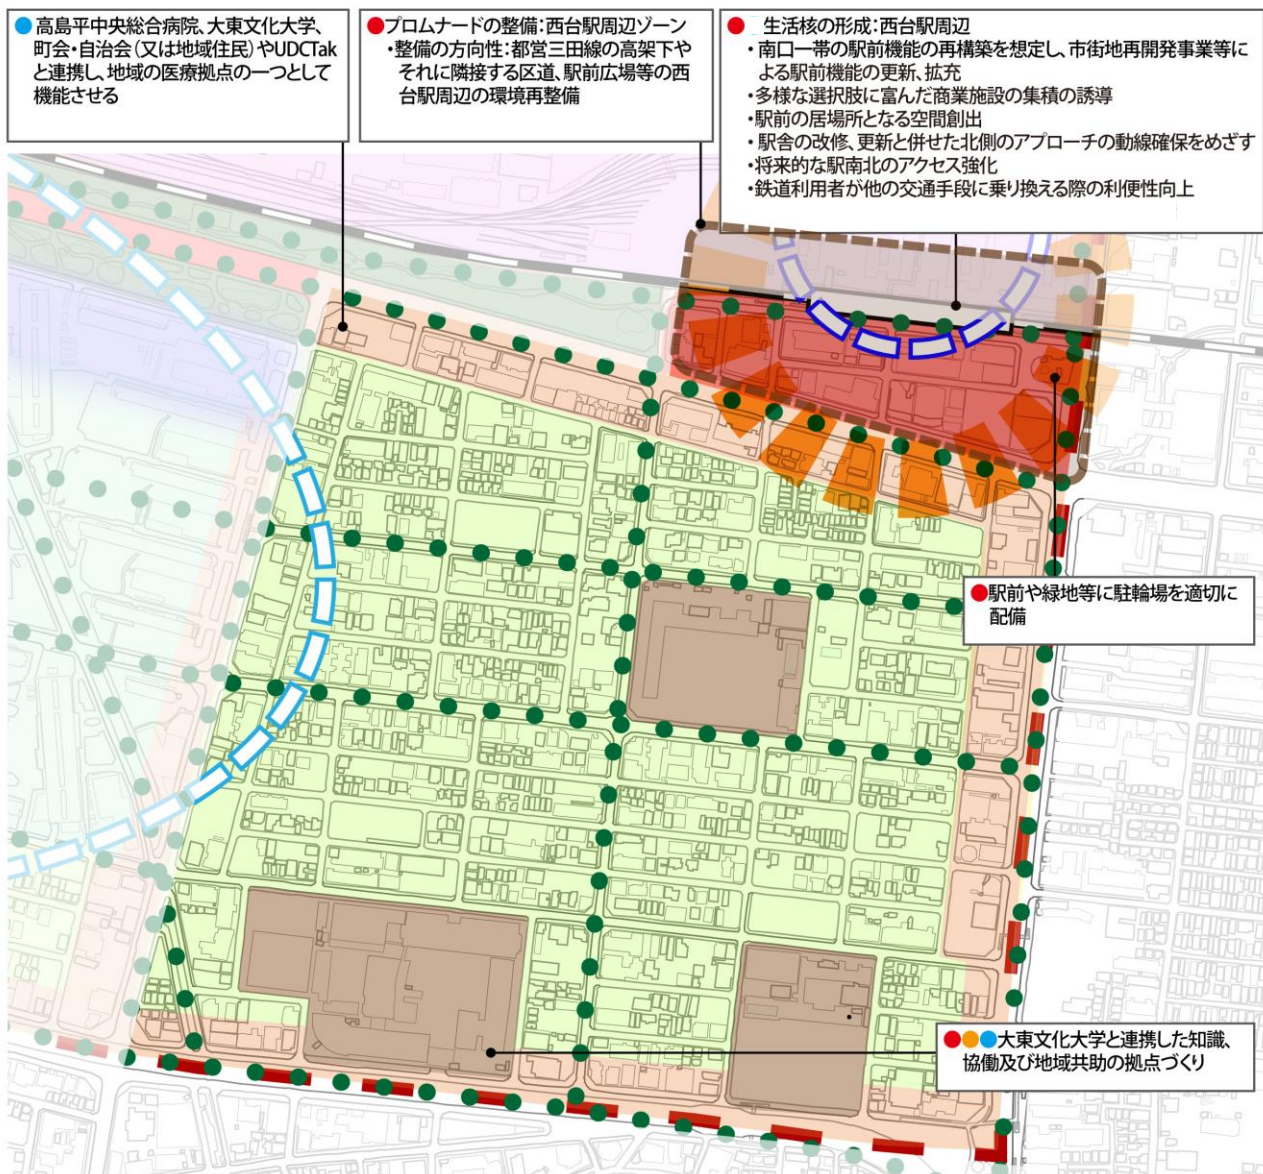 ●高島平中央総合病院、大東文化大学、
町会・自治会（又は地域住民）やUDCTak
と連携し、地域の医療拠点の一つとして
機能させる
●プロムナードの整備：西台駅周辺ゾーン
・整備の方向性：都営三田線の高架下や
それに隣接する区道、駅前広場等の西
台駅周辺の環境再整備
●生活核の形成：西台駅周辺
・南口一帯の駅前機能の再構築を想定し、市街地再開発事業等に
よる駅前機能の更新、拡充
・多様な選択肢に富んだ商業施設の集積の誘導
・駅前の居場所となる空間創出
・駅舎の改修、更新と併せた北側のアプローチの動線確保をめざす
・将来的な駅南北のアクセス強化
・鉄道利用者が他の交通手段に乗り換える際の利便性向上
●駅前や緑地等に駐輪場を適切に
配備
●●●大東文化大学と連携した知識、
協働及び地域共助の拠点づくり